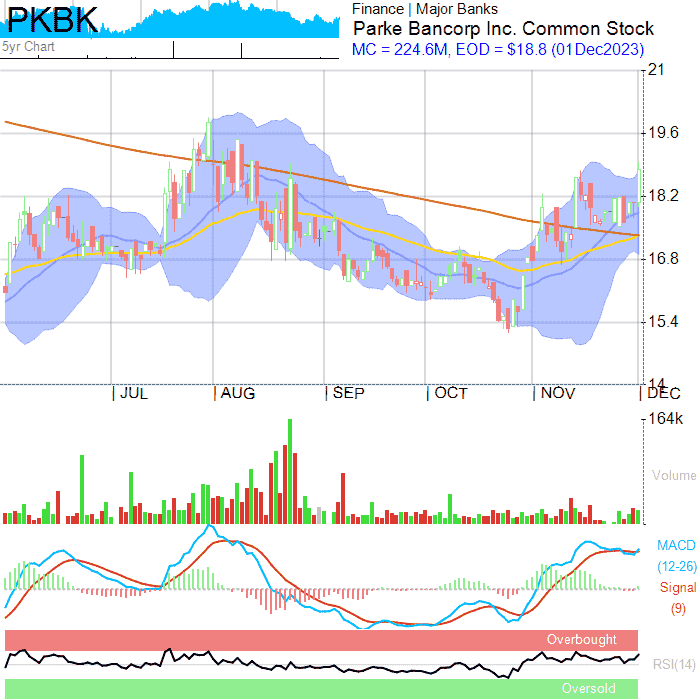 PKBK
5yr Chart
Finance | Major Banks
Parke Bancorp Inc. Common Stock
MC = 224.6M, EOD = $18.8 (01Dec2023)
21
19.6
18.2
16.8
15.4
14
JUL AUG SEP OCT NOV DEC
164k
Volume
MACD
(12-26)
Signal
(9)
Overbought
RSI(14)
Oversold